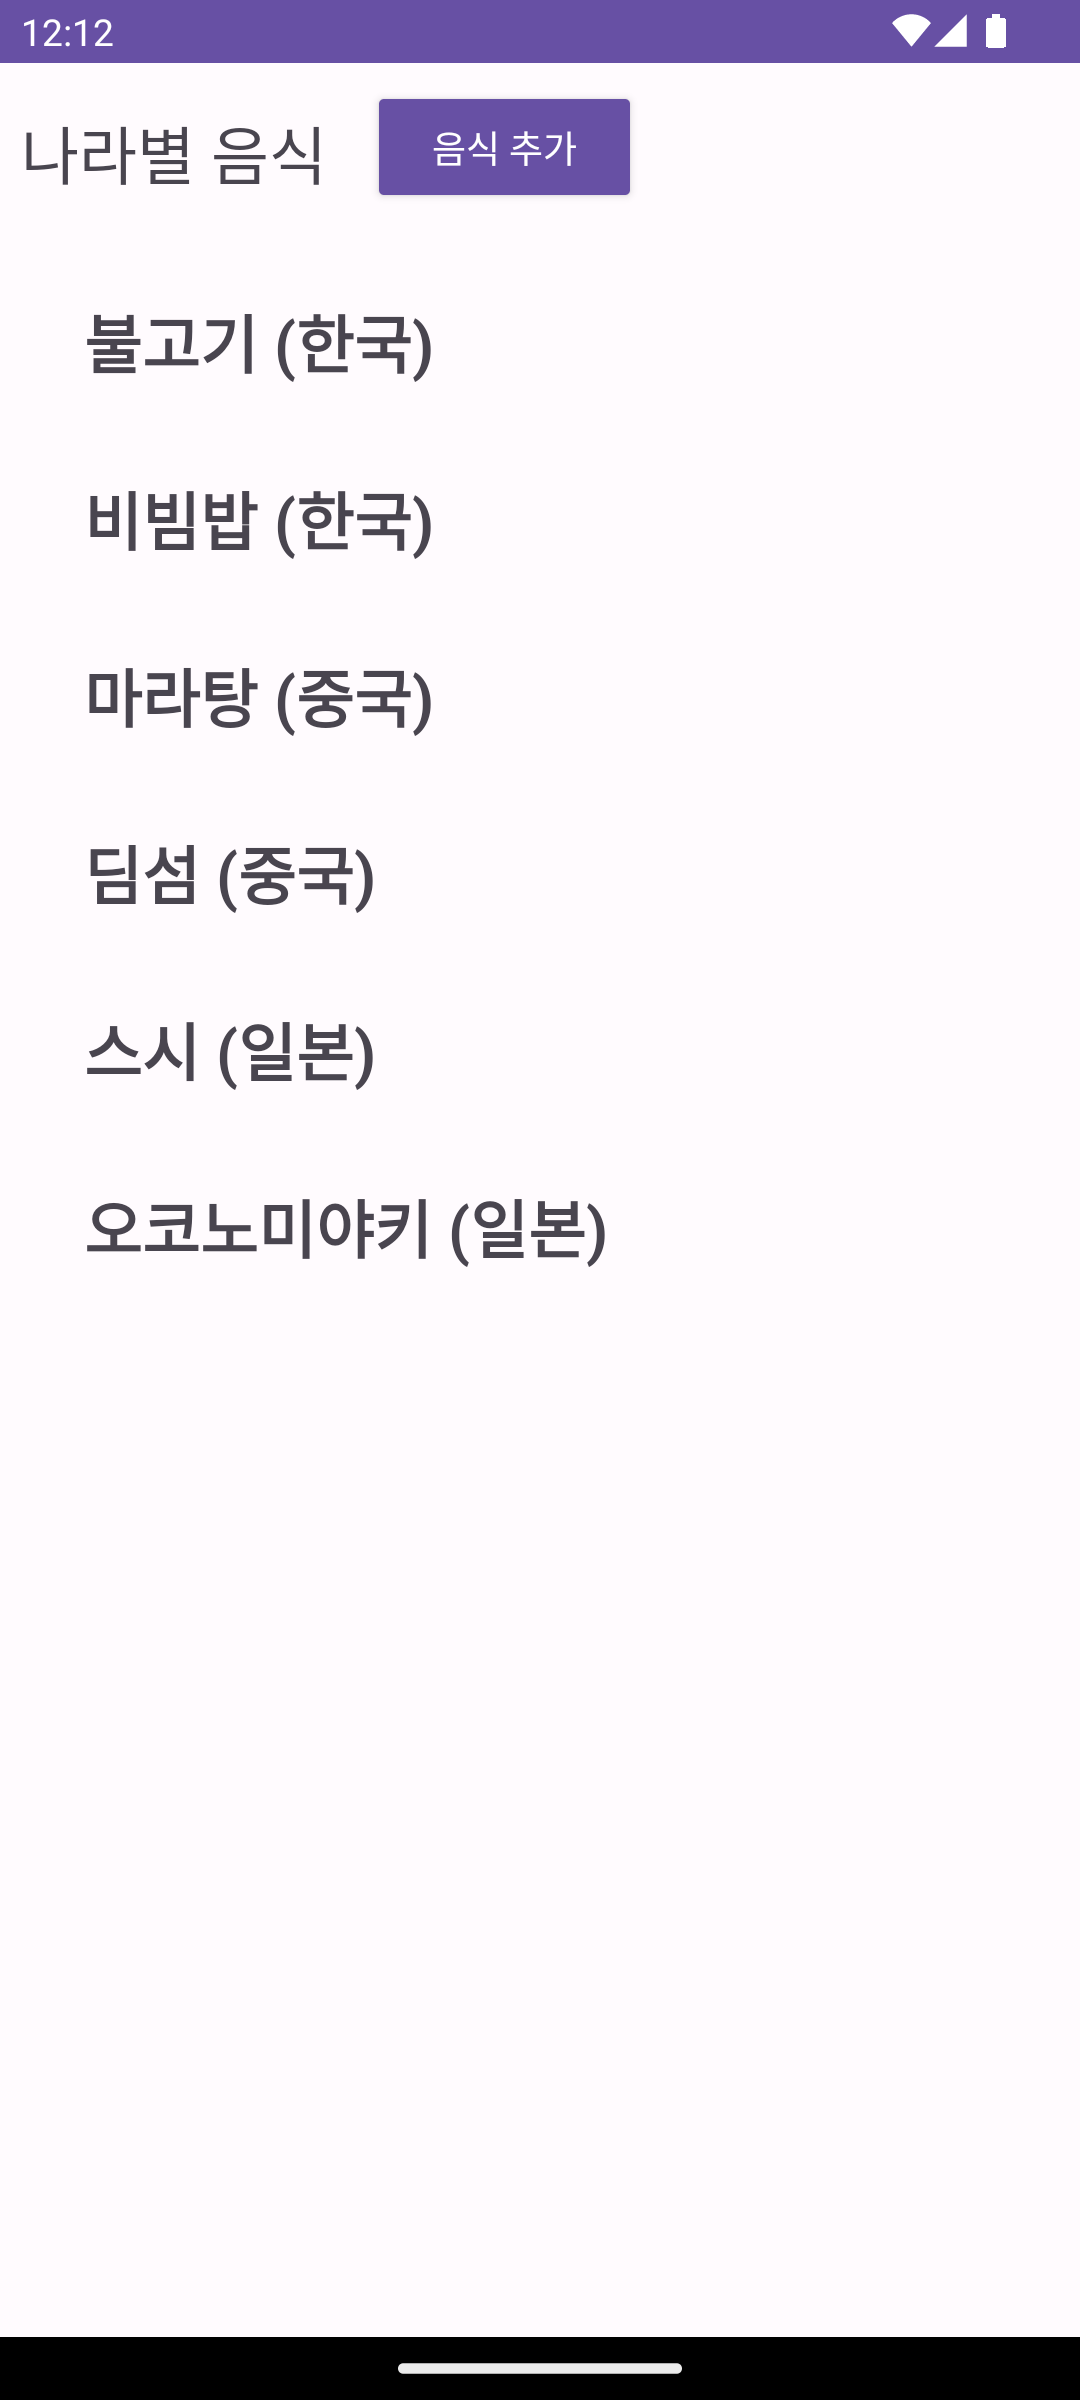 12:12
나라별 음식 음식 추가
불고기 (한국)
비빔밥 (한국)
마라탕 (중국)
딤섬 (중국)
스시 (일본)
오코노미야키 (일본)